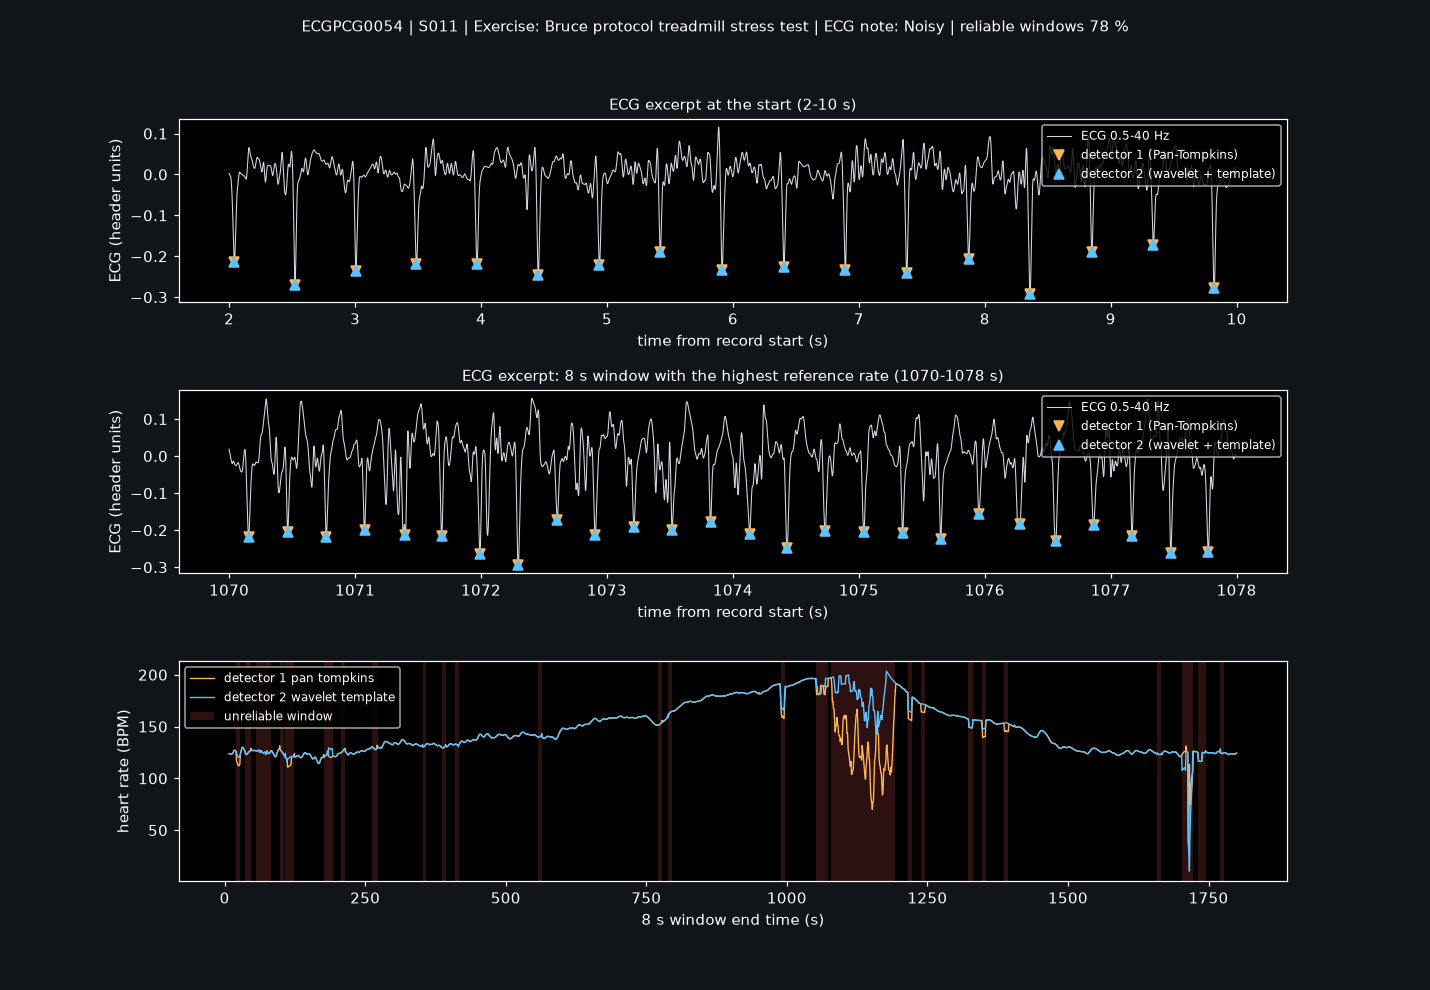 ECGPCG0054 | S011 | Exercise: Bruce protocol treadmill stress test | ECG note: Noisy | reliable windows 78 %
ECG excerpt at the start (2-10 s)
ECG (header units)
0.1
0.0
−0.1
−0.2
−0.3
ECG 0.5-40 Hz
detector 1 (Pan-Tompkins)
detector 2 (wavelet + template)
2 3 4 5 6 7 8 9 10
time from record start (s)
ECG excerpt: 8 s window with the highest reference rate (1070-1078 s)
ECG (header units)
0.1
0.0
−0.1
−0.2
−0.3
ECG 0.5-40 Hz
detector 1 (Pan-Tompkins)
detector 2 (wavelet + template)
1070 1071 1072 1073 1074 1075 1076 1077 1078
time from record start (s)
heart rate (BPM)
200
150
100
50
detector 1 pan tompkins
detector 2 wavelet template
unreliable window
0 250 500 750 1000 1250 1500 1750
8 s window end time (s)